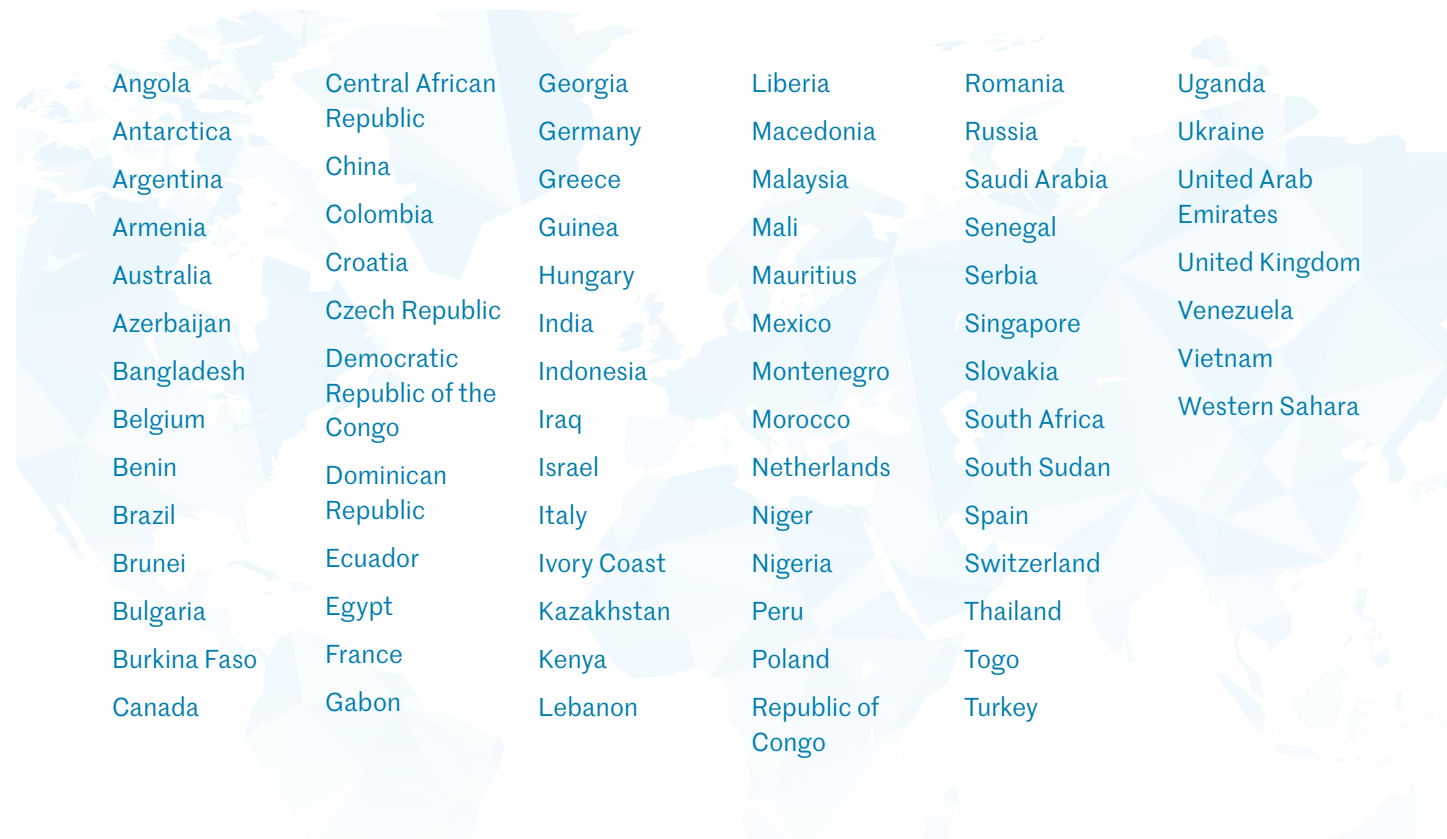 Angola
Antarctica
Argentina
Armenia
Australia
Azerbaijan
Bangladesh
Belgium
Benin
Brazil
Brunei
Bulgaria
Burkina Faso
Canada
Central African
Republic
China
Colombia
Croatia
Czech Republic
Democratic
Republic of the
Congo
Dominican
Republic
Ecuador
Egypt
France
Gabon
Georgia
Germany
Greece
Guinea
Hungary
India
Indonesia
Iraq
Israel
Italy
Ivory Coast
Kazakhstan
Kenya
Lebanon
Liberia
Macedonia
Malaysia
Mali
Mauritius
Mexico
Montenegro
Morocco
Netherlands
Niger
Nigeria
Peru
Poland
Republic of
Congo
Romania
Russia
Saudi Arabia
Senegal
Serbia
Singapore
Slovakia
South Africa
South Sudan
Spain
Switzerland
Thailand
Togo
Turkey
Uganda
Ukraine
United Arab
Emirates
United Kingdom
Venezuela
Vietnam
Western Sahara